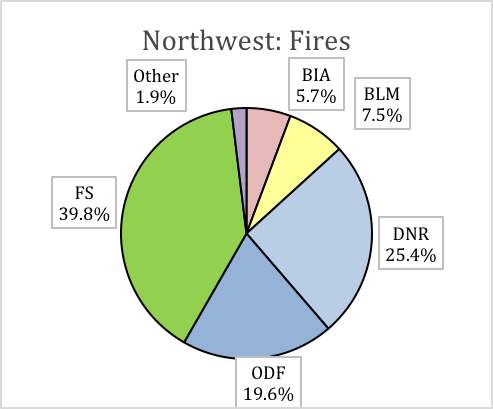 Northwest: Fires
Other
1.9%
BIA
5.7%
BLM
7.5%
FS
39.8%
DNR
25.4%
ODF
19.6%